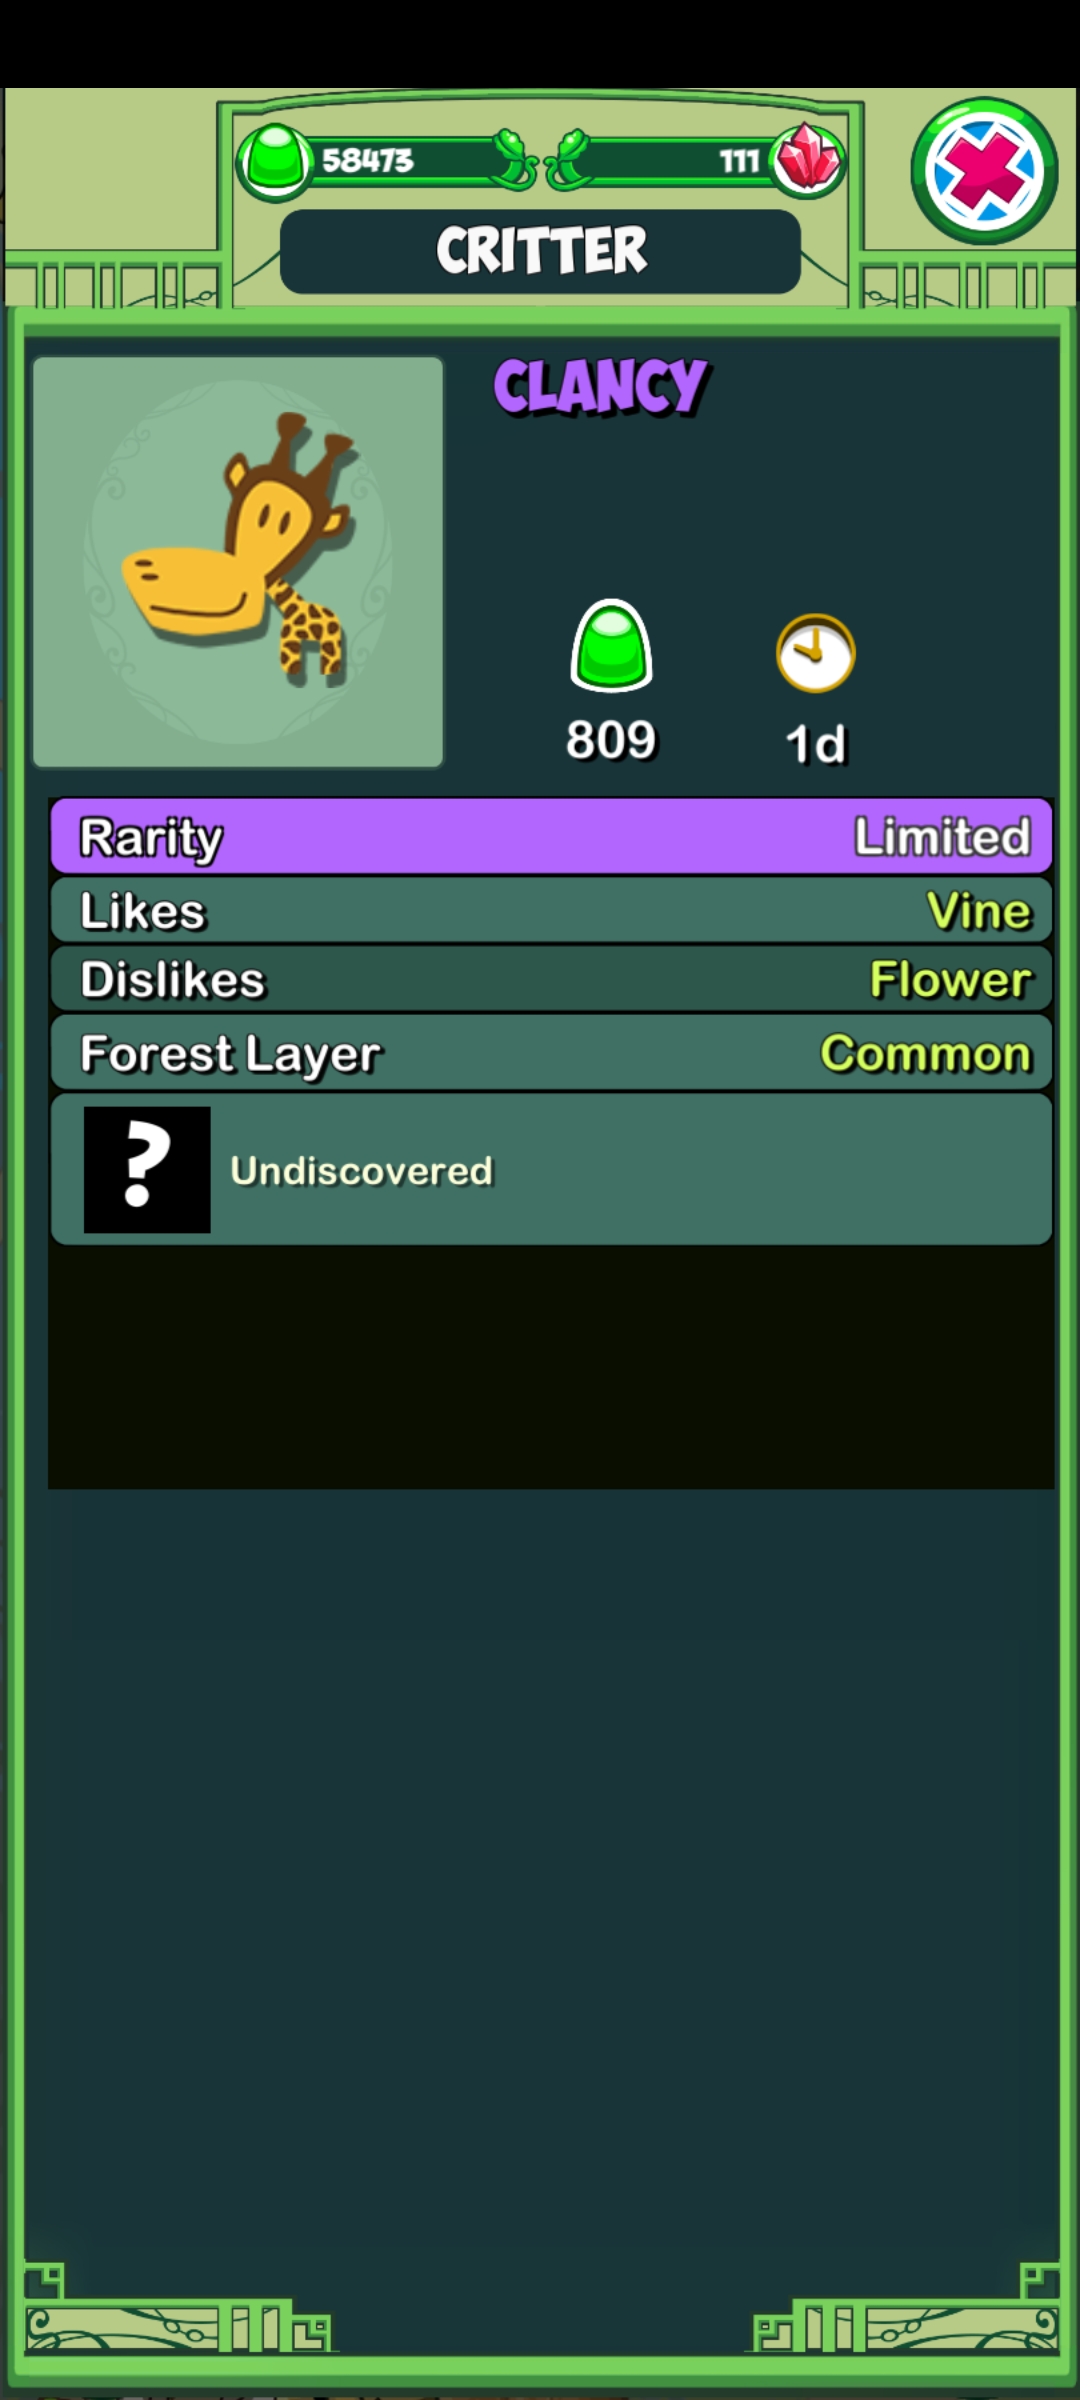 58473
111
CRITTER
CLANCY
809
1d
Rarity Limited
Likes Vine
Dislikes Flower
Forest Layer Common
? Undiscovered